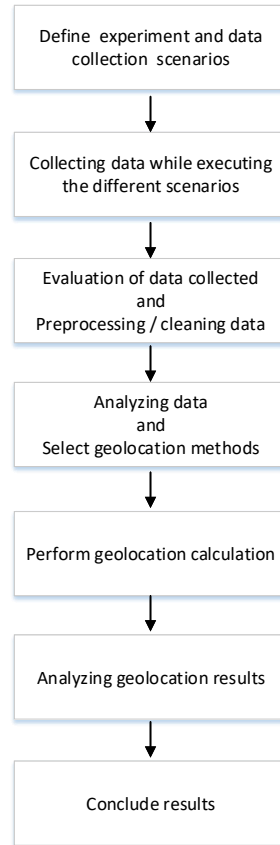 Define experiment and data
collection scenarios
Collecting data while executing
the different scenarios
Evaluation of data collected
and
Preprocessing / cleaning data
Analyzing data
and
Select geolocation methods
Perform geolocation calculation
Analyzing geolocation results
Conclude results